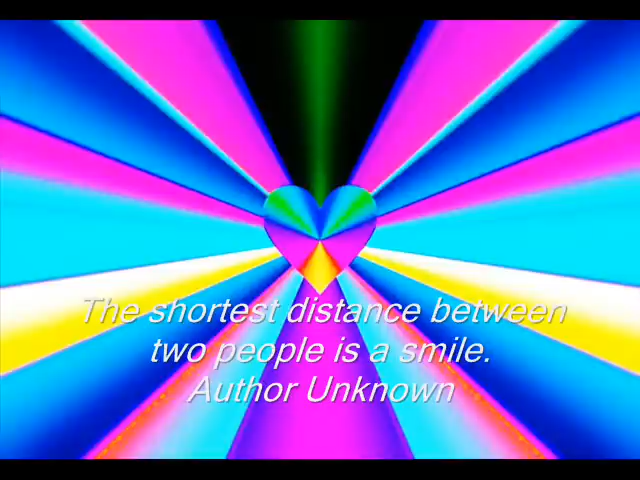 The shortest distance between
two people is a smile.
Author Unknown